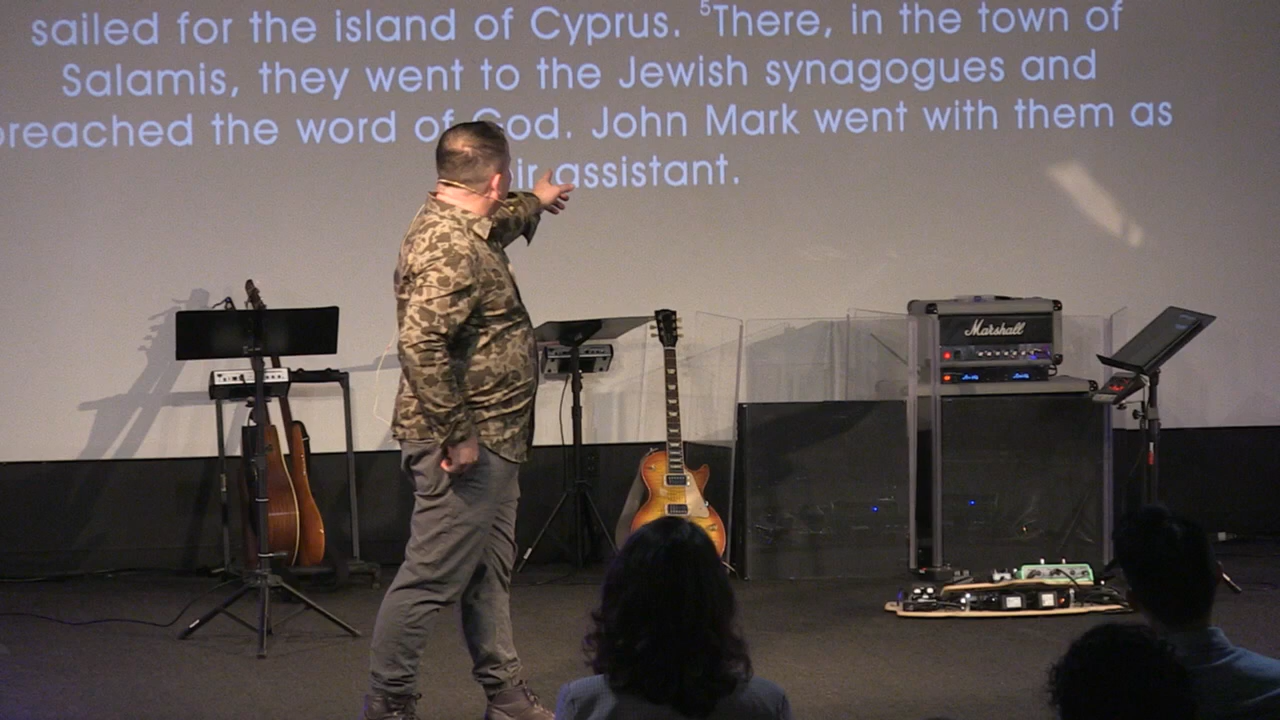 sailed for the island of Cyprus. ⁵There, in the town of
Salamis, they went to the Jewish synagogues and
preached the word of God. John Mark went with them as
assistant.
Marshall